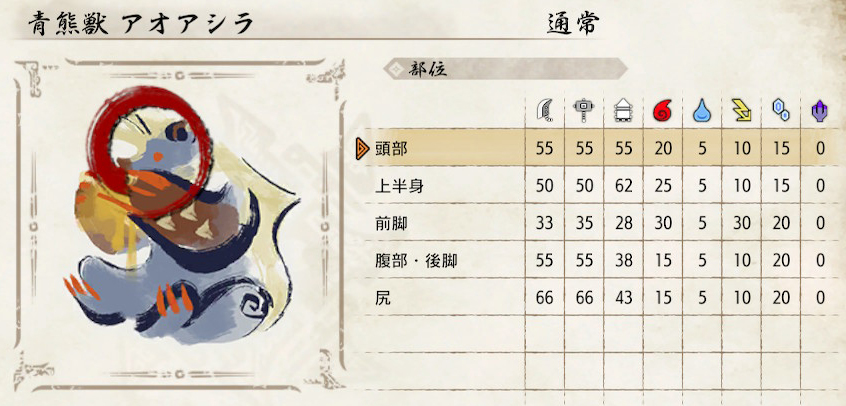 青熊獣 アオアシラ 通常
部位
頭部 55 55 55 20 5 10 15 0
上半身 50 50 62 25 5 10 15 0
前脚 33 35 28 30 5 30 20 0
腹部・後脚 55 55 38 15 5 10 20 0
尻 66 66 43 15 5 10 20 0